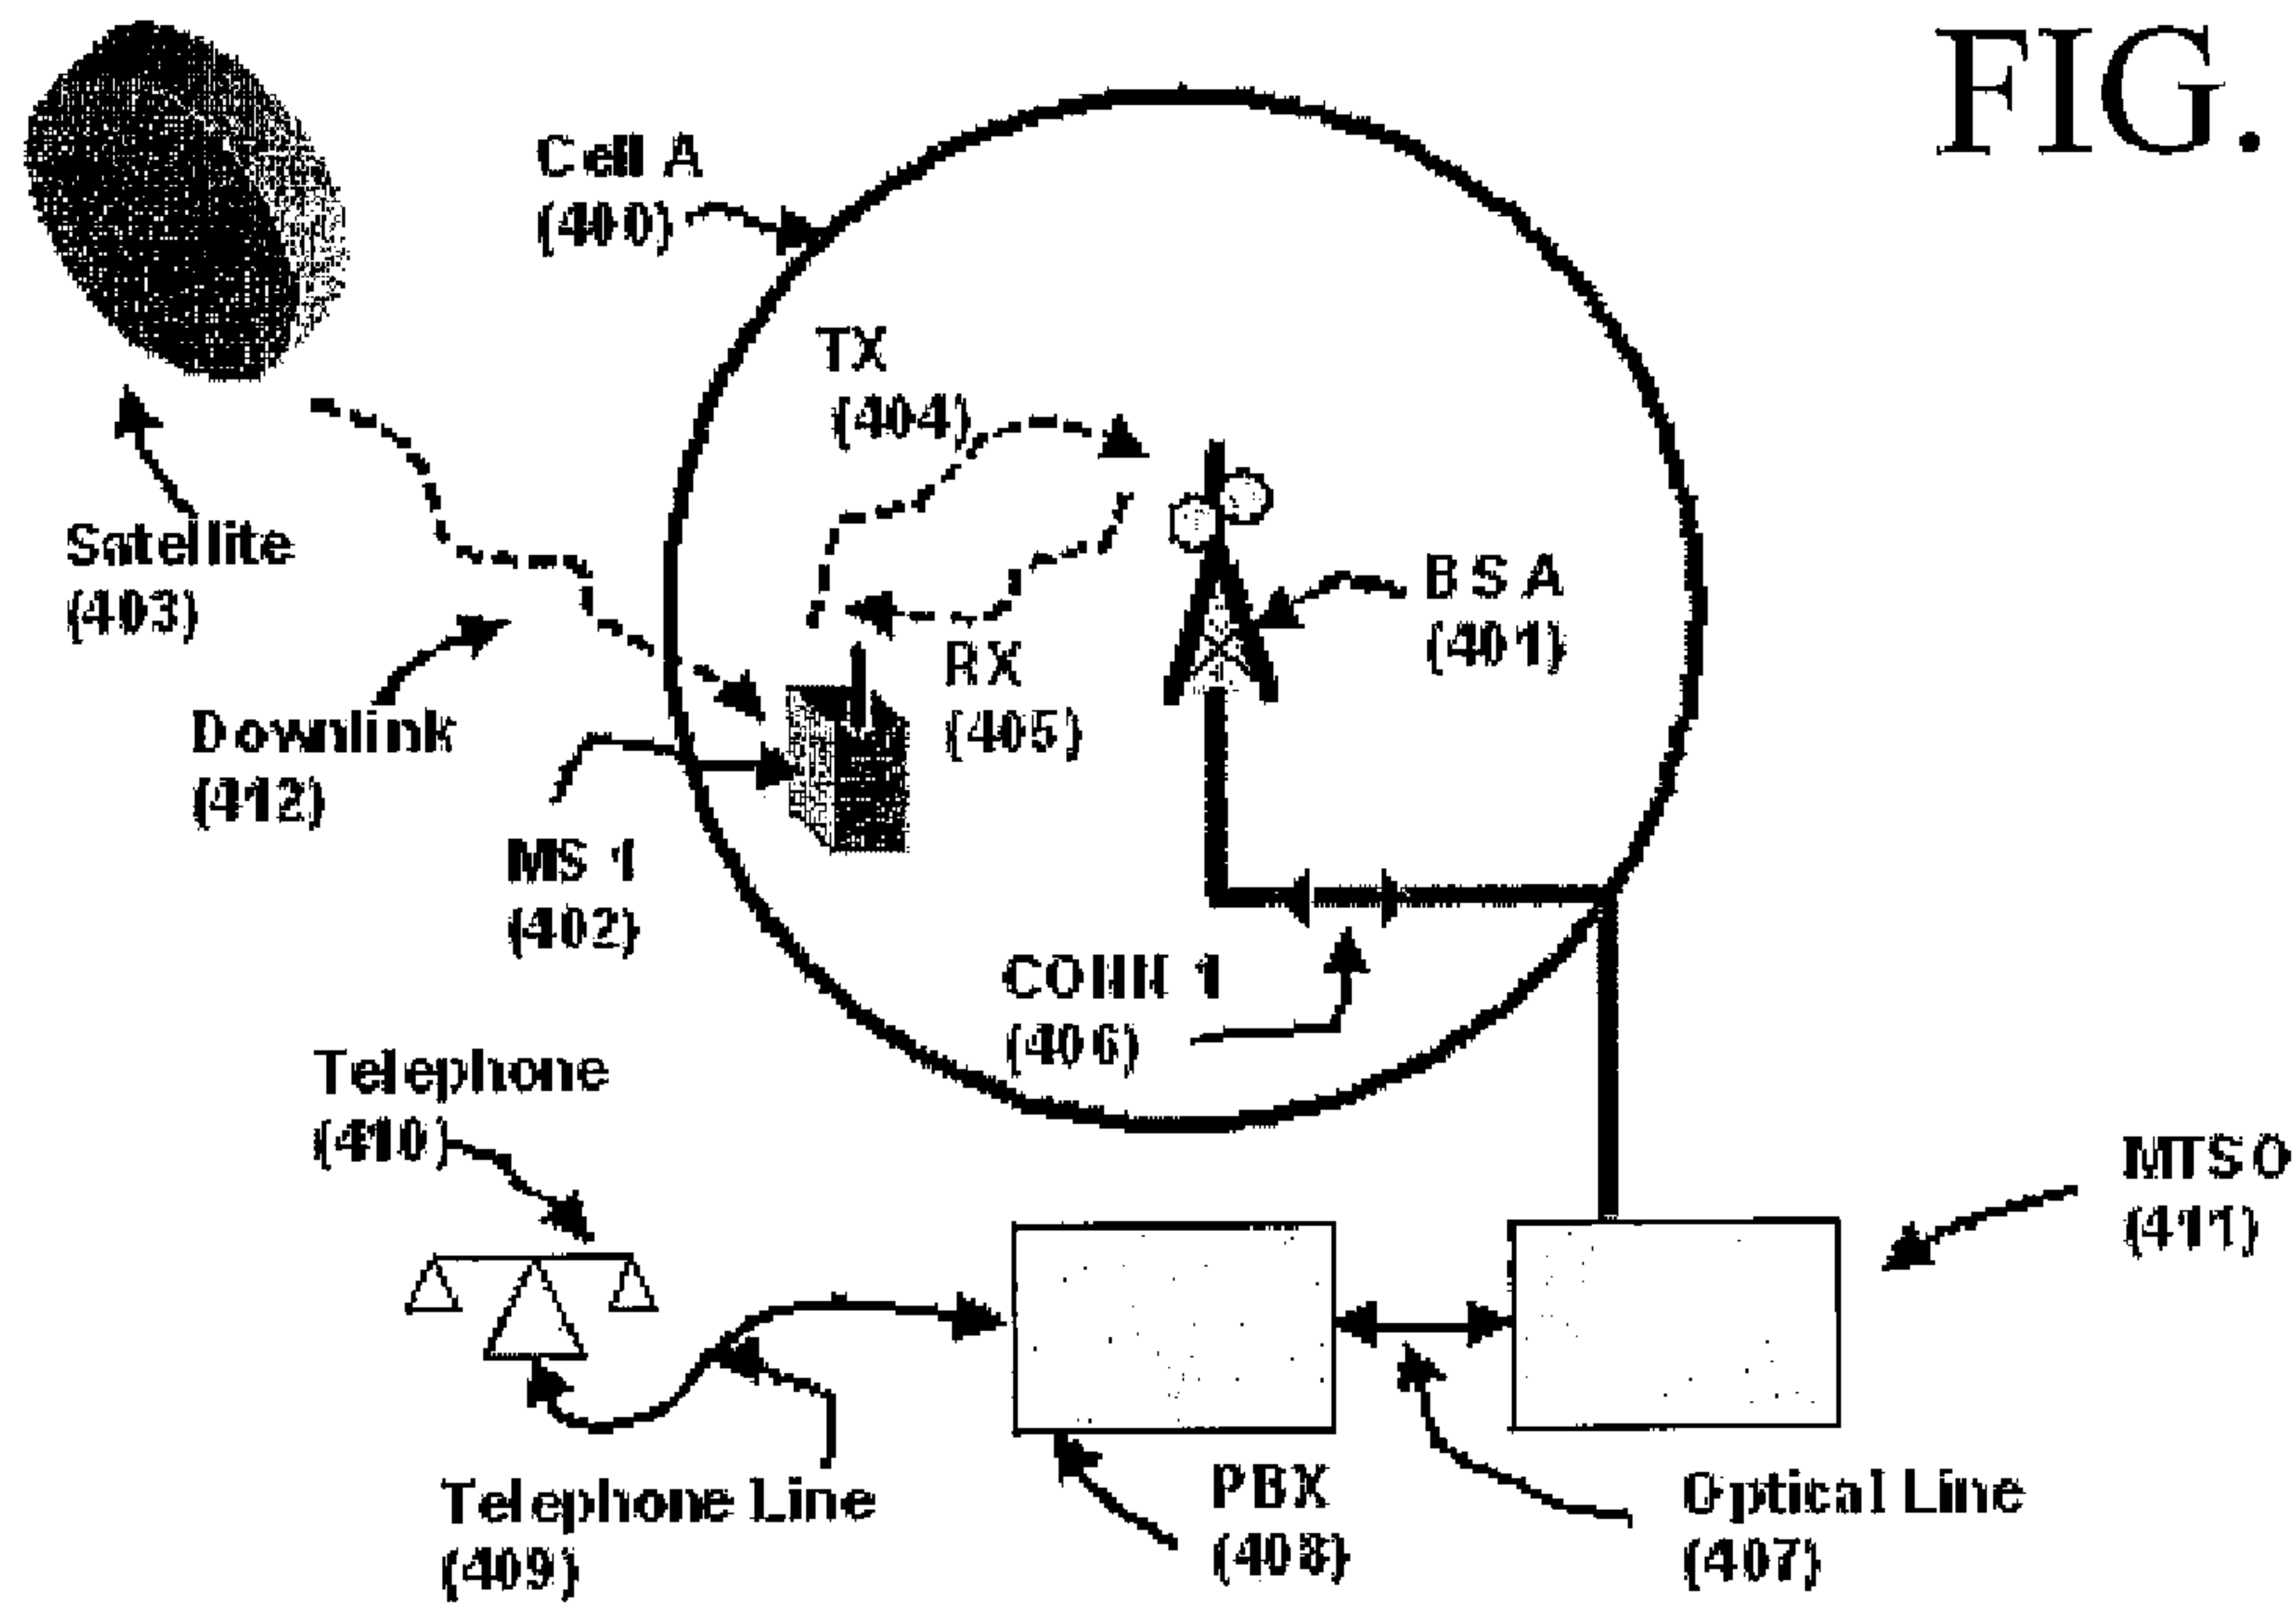 FIG.
Cell A
(400)
TX
(404)
Satellite
(403)
BSA
(401)
RX
(405)
Downlink
(412)
MS 1
(402)
CONN 1
(406)
Telephone
(410)
MTSO
(411)
Telephone Line
(409)
PBX
(408)
Optical Line
(407)